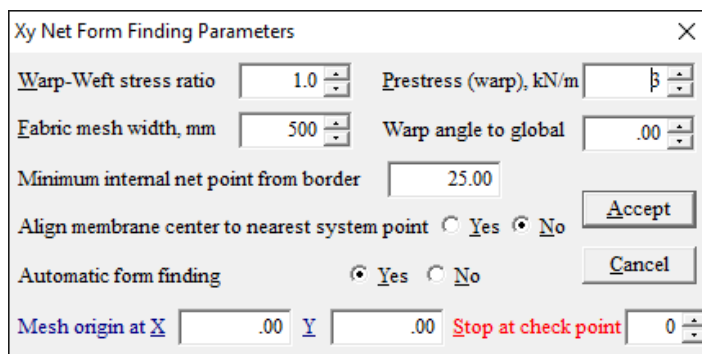 Xy Net Form Finding Parameters
Warp-Weft stress ratio 1.0 Prestress (warp), kN/m 3
Fabric mesh width, mm 500 Warp angle to global .00
Minimum internal net point from border 25.00
Align membrane center to nearest system point Yes No
Accept
Automatic form finding Yes No
Cancel
Mesh origin at X .00 Y .00 Stop at check point 0